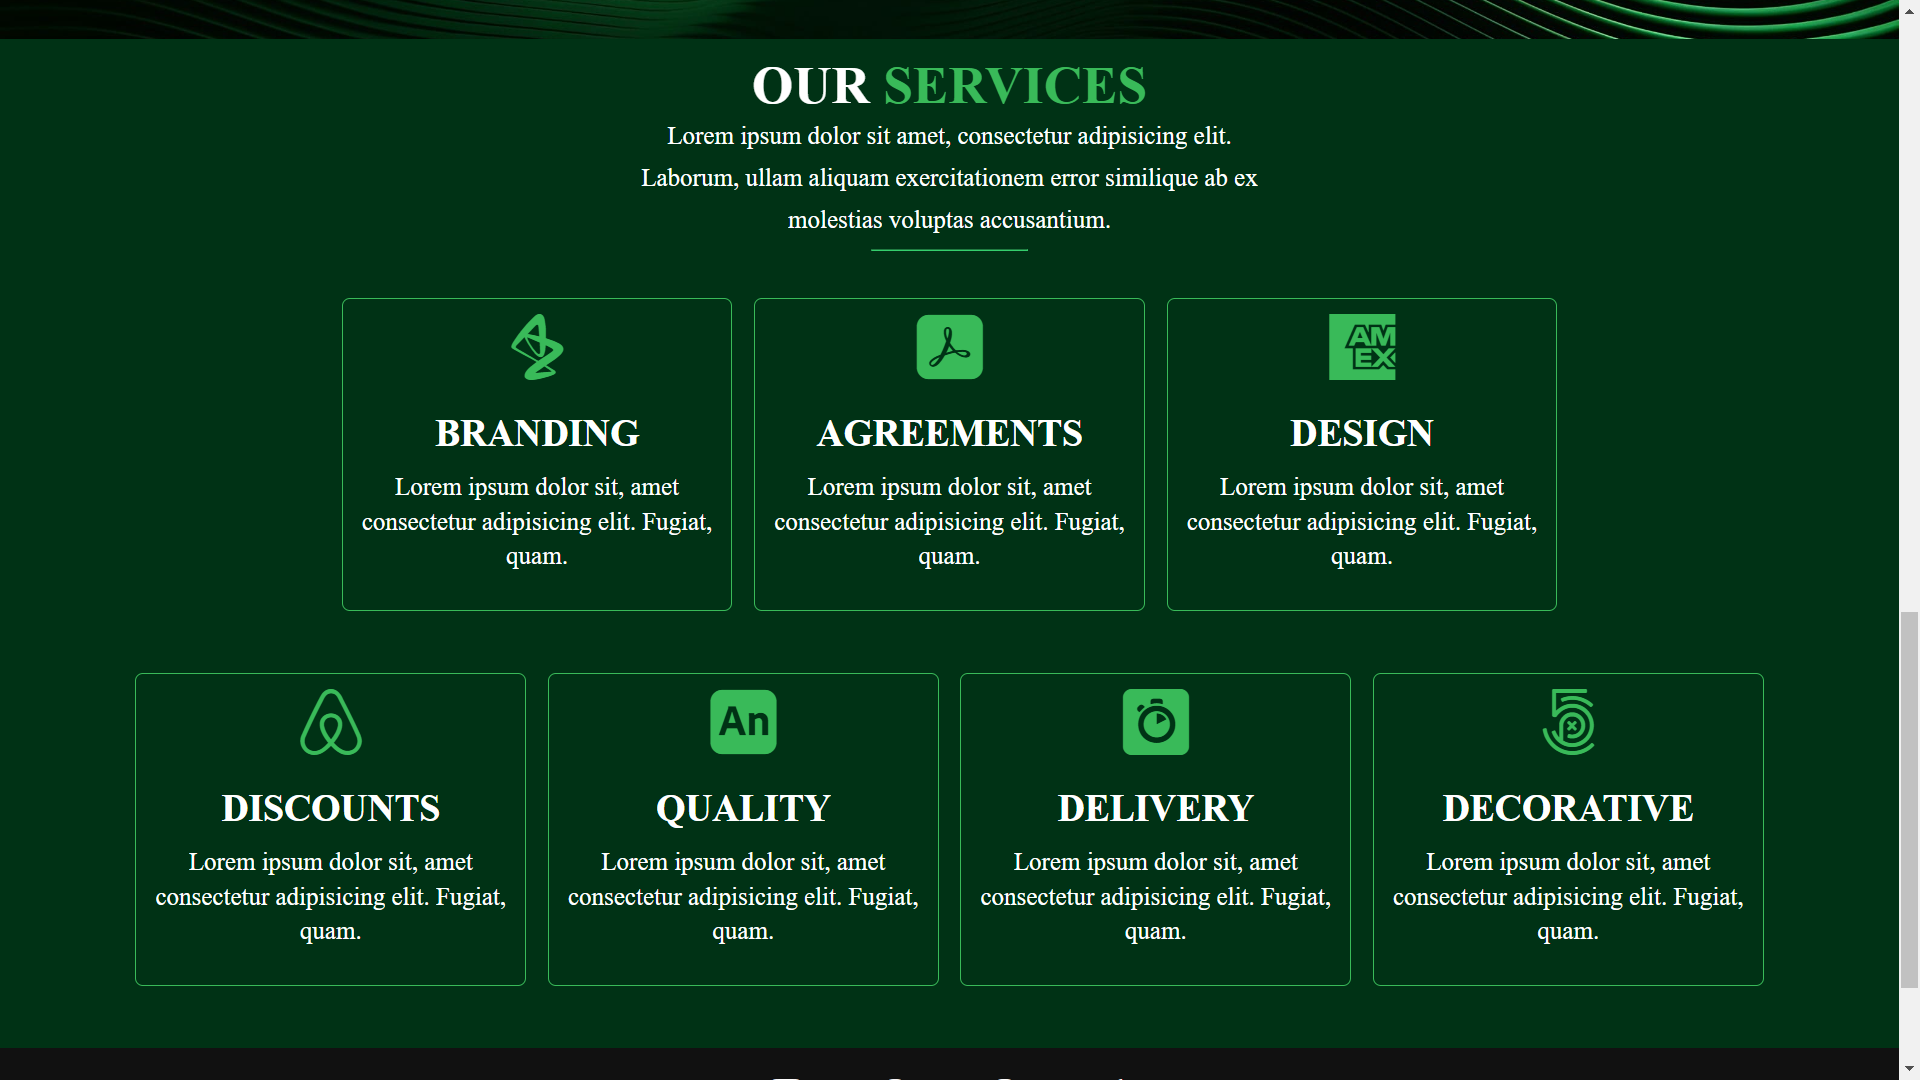 OUR SERVICES
Lorem ipsum dolor sit amet, consectetur adipisicing elit.
Laborum, ullam aliquam exercitationem error similique ab ex
molestias voluptas accusantium.
AM
EX
BRANDING
AGREEMENTS
DESIGN
Lorem ipsum dolor sit, amet
consectetur adipisicing elit. Fugiat,
quam.
Lorem ipsum dolor sit, amet
consectetur adipisicing elit. Fugiat,
quam.
Lorem ipsum dolor sit, amet
consectetur adipisicing elit. Fugiat,
quam.
An
5
DISCOUNTS
QUALITY
DELIVERY
DECORATIVE
Lorem ipsum dolor sit, amet
consectetur adipisicing elit. Fugiat,
quam.
Lorem ipsum dolor sit, amet
consectetur adipisicing elit. Fugiat,
quam.
Lorem ipsum dolor sit, amet
consectetur adipisicing elit. Fugiat,
quam.
Lorem ipsum dolor sit, amet
consectetur adipisicing elit. Fugiat,
quam.